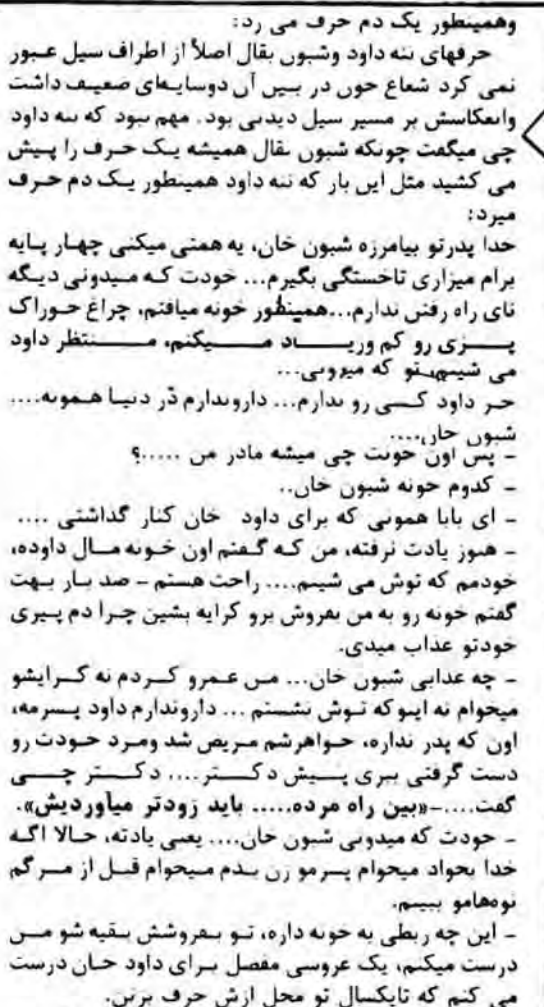 وهمینطور یک دم حرف می زد:
حرفهای ننه داود وشبون بقال اصلاً از اطراف سیل عبور
نمی کرد شعاع خون در بین آن دوسایه‌ای ضعیف داشت
وانعکاسش بر مسیر سیل دیدنی بود. مهم نبود که ننه داود
چی میگفت چونکه شبون بقال همیشه یک حرف را پیش
می کشید مثل این بار که ننه داود همینطور یک دم حرف
میزد:
خدا پدرتو بیامرزه شبون خان، یه همتی میکنی چهار پایه
برام میزاری تاخستگی بگیرم... خودت که میدونی دیگه
نای راه رفتن ندارم...همینطور خونه میافتم، چراغ خوراک
پزی رو کم وریاد میکنم، منتظر داود
می شینم تو که میدونی...
جز داود کسی رو ندارم... داروندارم دُر دنیا همونه....
شبون خان....
- پس اون خونت چی میشه مادر من .....؟
- کدوم خونه شبون خان..
- ای بابا همونی که برای داود خان کنار گذاشتی ....
- هنوز یادت نرفته، من که گفتم اون خونه مال داوده،
خودمم که توش می شینم.... راحت هستم - صد بار بهت
گفتم خونه رو به من بفروش برو کرایه بشین چرا دم پیری
خودتو عذاب میدی.
- چه عذابی شبون خان... من عمرو کردم نه کرایشو
میخوام نه اینوکه توش نشستم ... داروندارم داود پسرمه،
اون که پدر نداره، خواهرشم مریض شد ومرد خودت رو
دست گرفتی ببری پیش دکتر.... دکتر چی
گفت....-«بین راه مرده..... باید زودتر میآوردیش».
- خودت که میدونی شبون خان.... یعنی یادته، حالا اگه
خدا بخواد میخوام پسرمو زن بدم میخوام قبل از مرگم
نوه‌هامو ببینم.
- این چه ربطی به خونه داره، تو بفروشش بقیه شو من
درست میکنم، یک عروسی مفصل برای داود خان درست
می کنم که تایکسال تو محل ازش حرف بزنن.